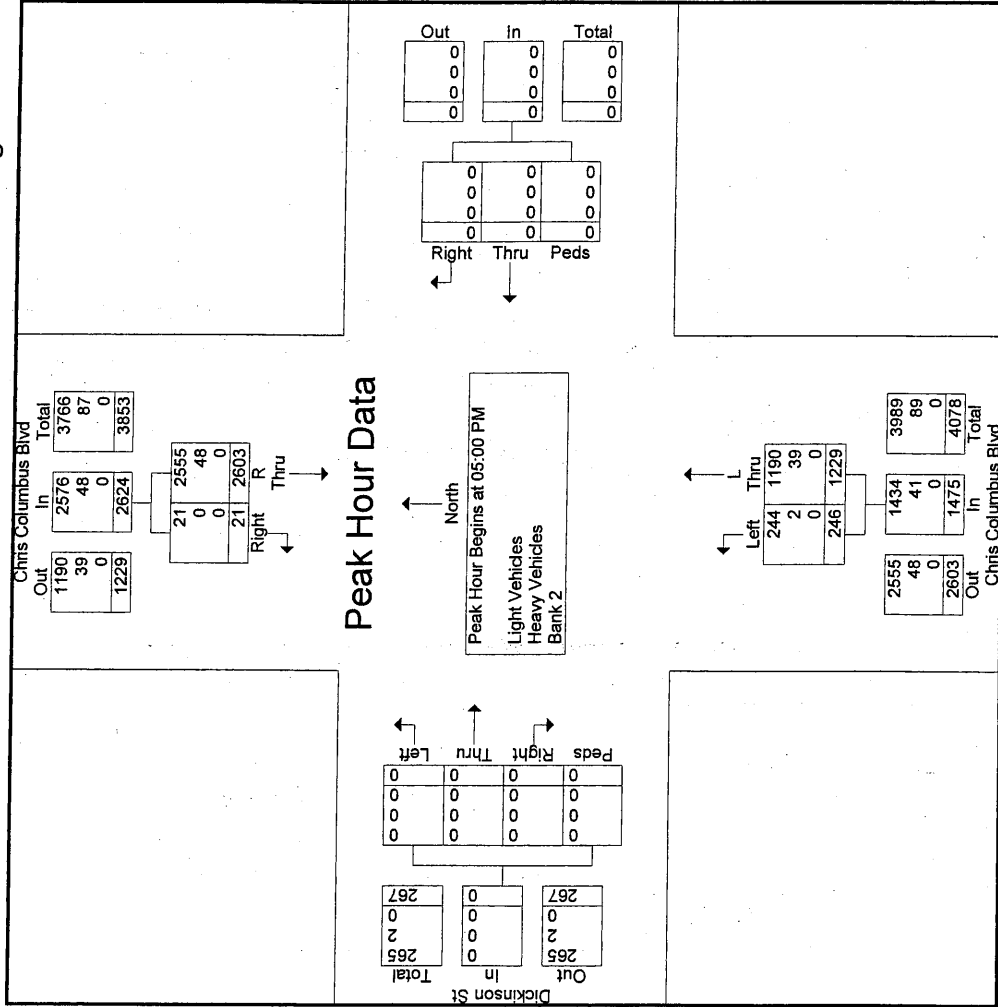 Chris Columbus Blvd
Out In Total
1190 2576 3766
39 48 87
0 0 0
1229 2624 3853
21 2555
0 48
0 0
21 2603
Right R
Thru
Out In Total
0 0 0
0 0 0
0 0 0
0 0 0
0 0 0
0 0 0
0 0 0
0 0 0
Right Thru Peds
Peak Hour Data
North
Peak Hour Begins at 05:00 PM
Light Vehicles
Heavy Vehicles
Bank 2
Dickinson St
Out In Total
265 0 265
2 0 2
0 0 0
267 0 267
0 0 0 0
0 0 0 0
0 0 0 0
0 0 0 0
Left Thru Right Peds
L
Left Thru
244 1190
2 39
0 0
246 1229
2555 1434 3989
48 41 89
0 0 0
2603 1475 4078
Out In Total
Chris Columbus Blvd